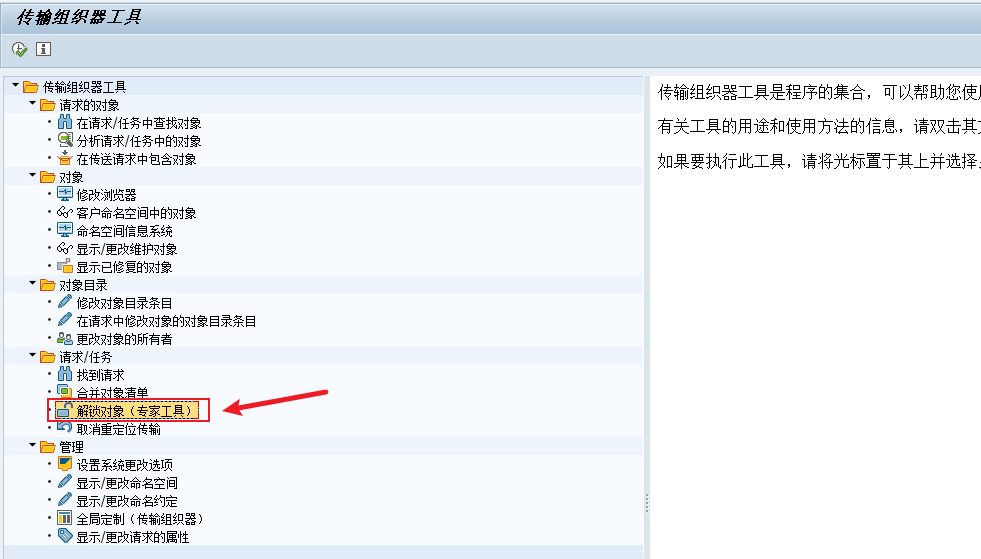 传输组织器工具
传输组织器工具
请求的对象
在请求/任务中查找对象
分析请求/任务中的对象
在传送请求中包含对象
对象
修改浏览器
客户命名空间中的对象
命名空间信息系统
显示/更改维护对象
显示已修复的对象
对象目录
修改对象目录条目
在请求中修改对象的对象目录条目
更改对象的所有者
请求/任务
找到请求
合并对象清单
解锁对象（专家工具）
取消重定位传输
管理
设置系统更改选项
显示/更改命名空间
显示/更改命名约定
全局定制（传输组织器）
显示/更改请求的属性
传输组织器工具是程序的集合，可以帮助您使
有关工具的用途和使用方法的信息，请双击其
如果要执行此工具，请将光标置于其上并选择